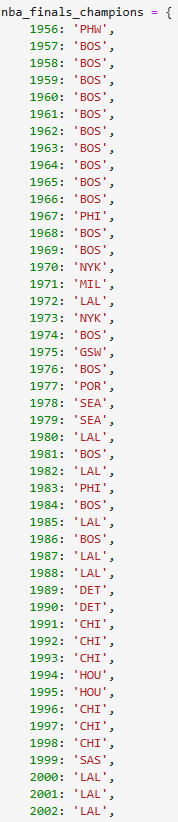 nba_finals_champions = {
1956: 'PHW',
1957: 'BOS',
1958: 'BOS',
1959: 'BOS',
1960: 'BOS',
1961: 'BOS',
1962: 'BOS',
1963: 'BOS',
1964: 'BOS',
1965: 'BOS',
1966: 'BOS',
1967: 'PHI',
1968: 'BOS',
1969: 'BOS',
1970: 'NYK',
1971: 'MIL',
1972: 'LAL',
1973: 'NYK',
1974: 'BOS',
1975: 'GSW',
1976: 'BOS',
1977: 'POR',
1978: 'SEA',
1979: 'SEA',
1980: 'LAL',
1981: 'BOS',
1982: 'LAL',
1983: 'PHI',
1984: 'BOS',
1985: 'LAL',
1986: 'BOS',
1987: 'LAL',
1988: 'LAL',
1989: 'DET',
1990: 'DET',
1991: 'CHI',
1992: 'CHI',
1993: 'CHI',
1994: 'HOU',
1995: 'HOU',
1996: 'CHI',
1997: 'CHI',
1998: 'CHI',
1999: 'SAS',
2000: 'LAL',
2001: 'LAL',
2002: 'LAL',